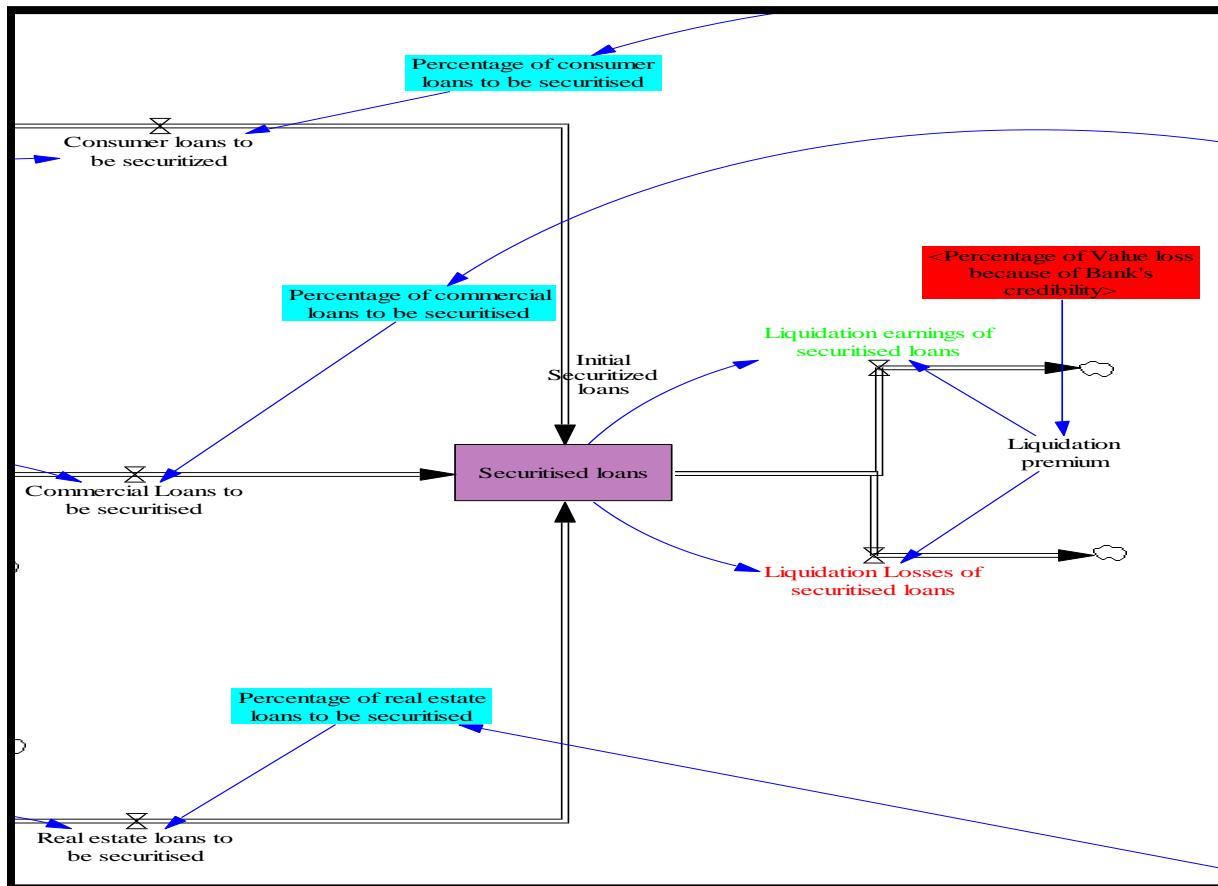 Percentage of consumer
loans to be securitised
Consumer loans to
be securitized
<Percentage of Value loss
because of Bank's
credibility>
Percentage of commercial
loans to be securitised
Liquidation earnings of
securitised loans
Initial
Securitized
loans
Liquidation
premium
Securitised loans
Commercial Loans to
be securitised
Liquidation Losses of
securitised loans
Percentage of real estate
loans to be securitised
Real estate loans to
be securitised